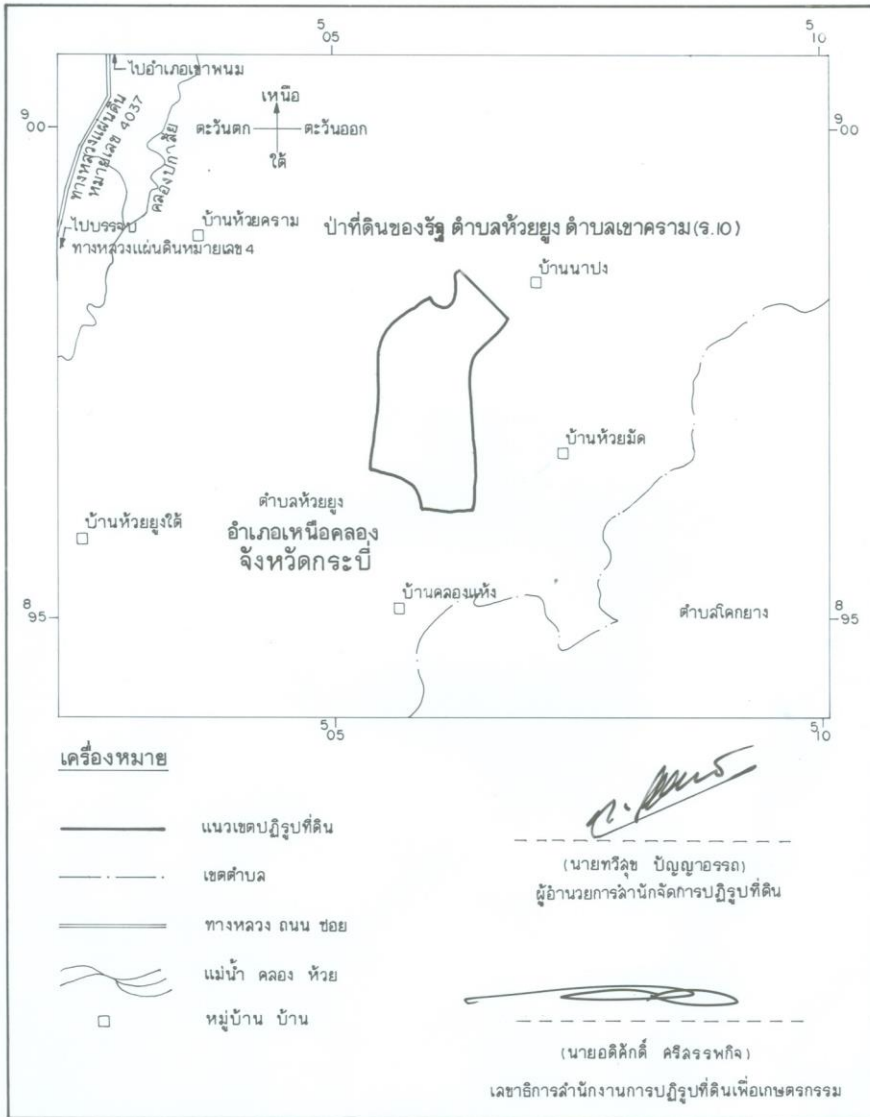 5 05
5 10
ไปอำเภอเขาพนม
ทางหลวงแผ่นดิน
หมายเลข 4037
คลองปกาสัย
เหนือ
ตะวันตก ตะวันออก
ใต้
9 00
9 00
บ้านห้วยคราม
ไปบรรจบ
ทางหลวงแผ่นดินหมายเลข 4
ป่าที่ดินของรัฐ ตำบลห้วยยูง ตำบลเขาคราม (ร.10)
บ้านนาปง
บ้านห้วยมัด
ตำบลห้วยยูง
อำเภอเหนือคลอง
จังหวัดกระบี่
บ้านห้วยยูงใต้
บ้านคลองแห้ง
ตำบลโคกยาง
8 95
8 95
5 05
5 10
เครื่องหมาย
แนวเขตปฏิรูปที่ดิน
เขตตำบล
ทางหลวง ถนน ซอย
แม่น้ำ คลอง ห้วย
หมู่บ้าน บ้าน
(นายทวีสุข ปัญญาอรรถ)
ผู้อำนวยการสำนักจัดการปฏิรูปที่ดิน
(นายอดิศักดิ์ ศรีสรรพกิจ)
เลขาธิการสำนักงานการปฏิรูปที่ดินเพื่อเกษตรกรรม